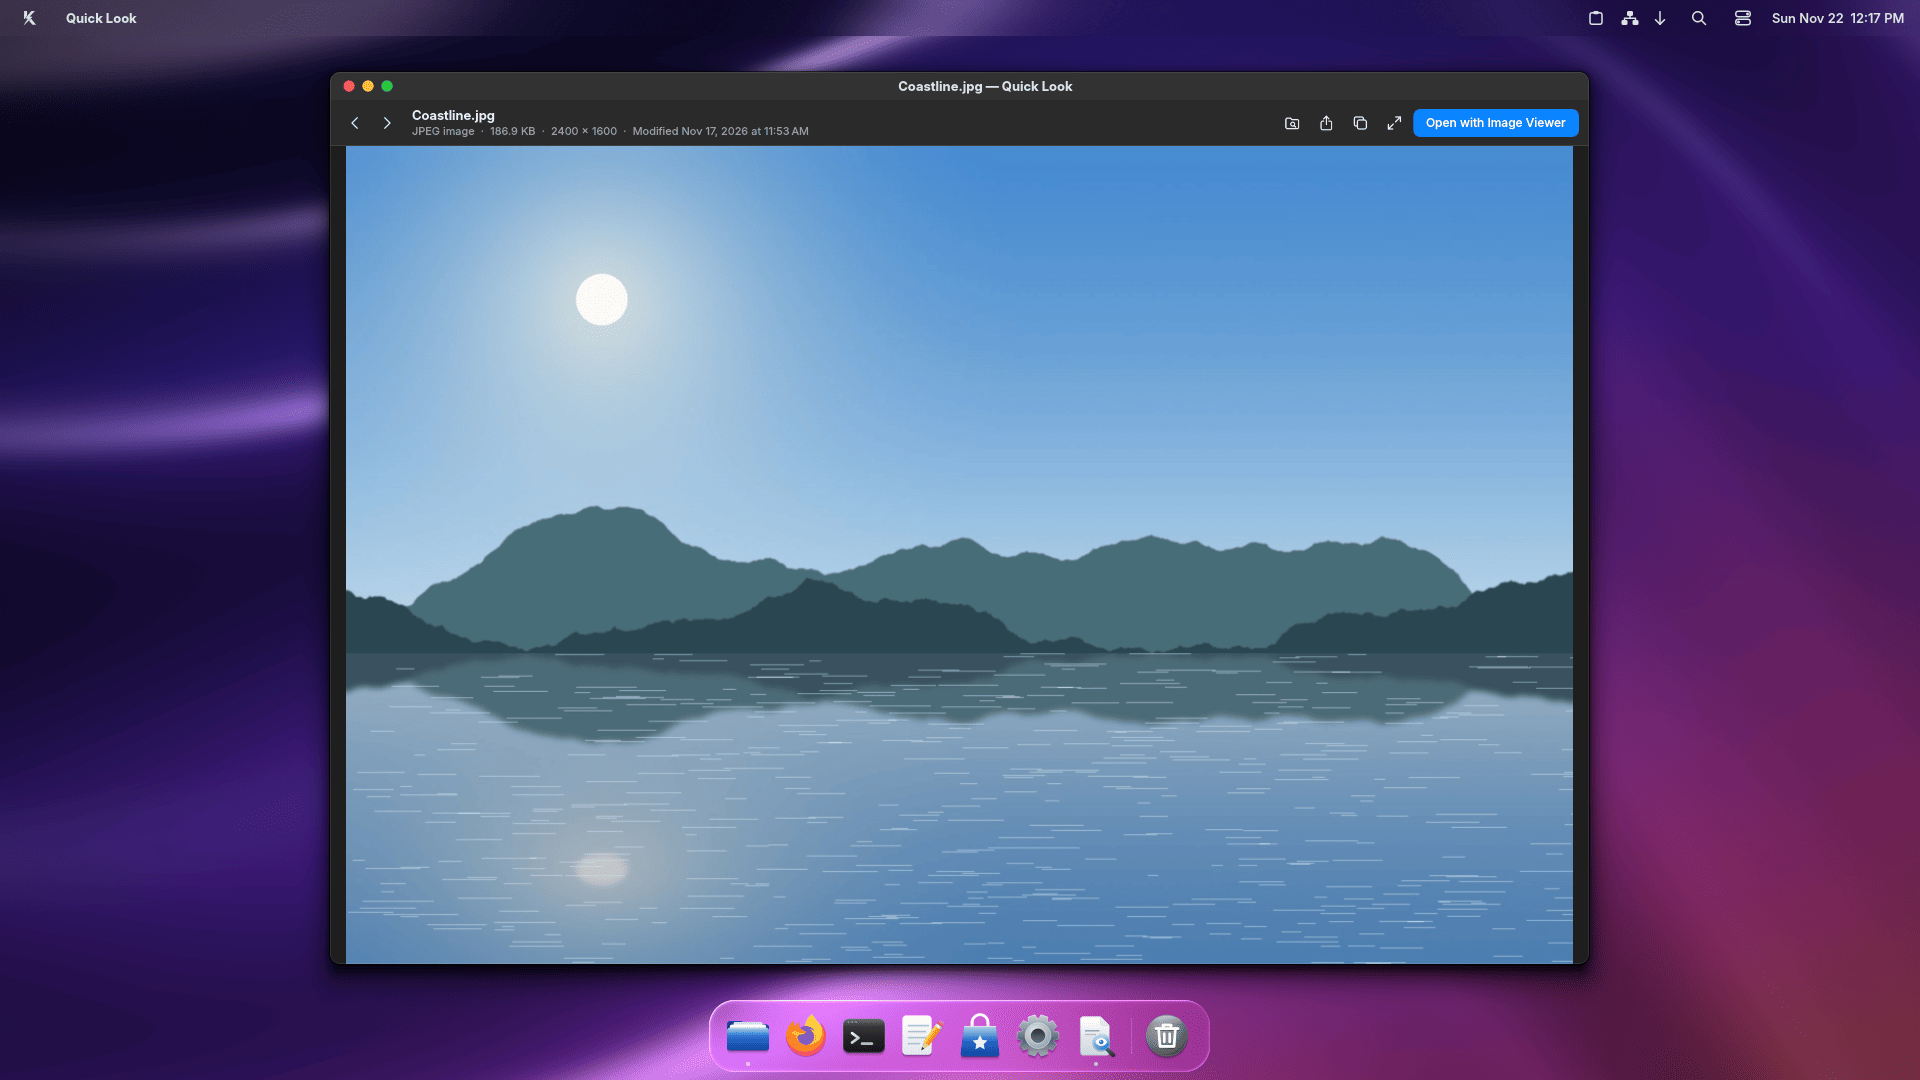 Quick Look
Sun Nov 22 12:17 PM
Coastline.jpg — Quick Look
Coastline.jpg
JPEG image · 186.9 KB · 2400 × 1600 · Modified Nov 17, 2026 at 11:53 AM
Open with Image Viewer